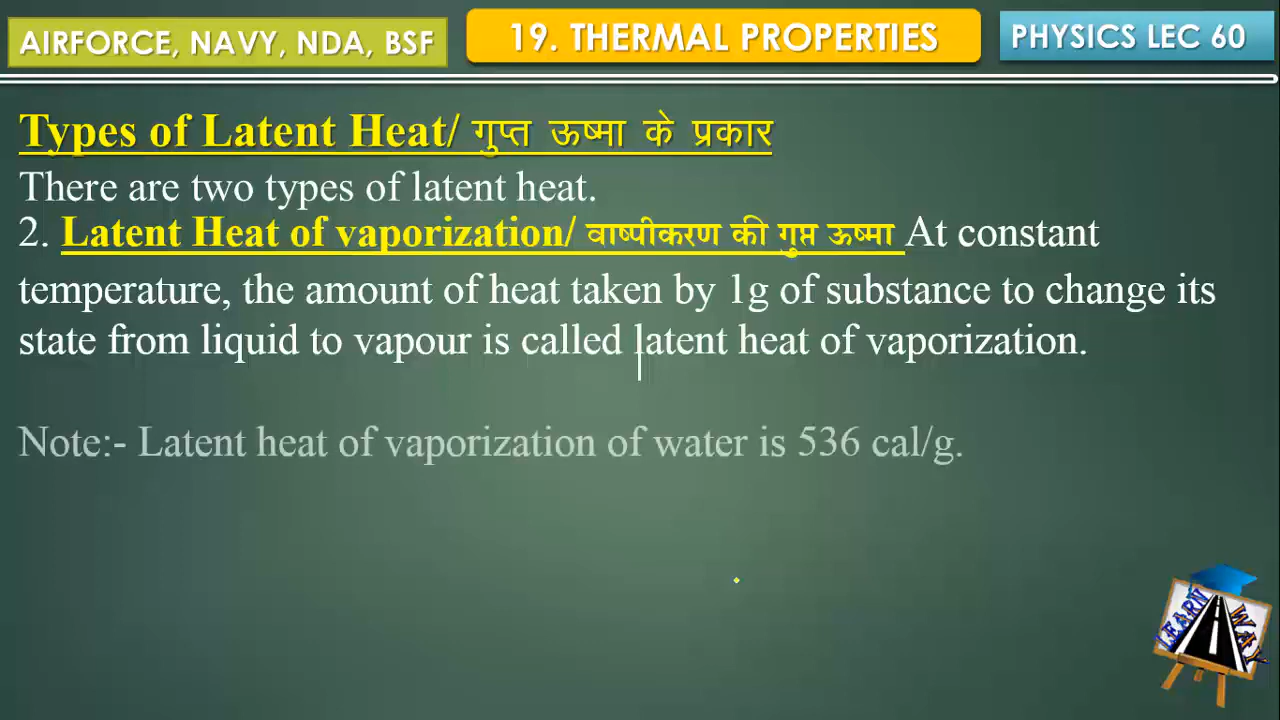 AIRFORCE, NAVY, NDA, BSF
19. THERMAL PROPERTIES
PHYSICS LEC 60
Types of Latent Heat/ गुप्त ऊष्मा के प्रकार
There are two types of latent heat.
2. Latent Heat of vaporization/ वाष्पीकरण की गुप्त ऊष्मा At constant
temperature, the amount of heat taken by 1g of substance to change its
state from liquid to vapour is called latent heat of vaporization.
Note:- Latent heat of vaporization of water is 536 cal/g.
LEARN WAY